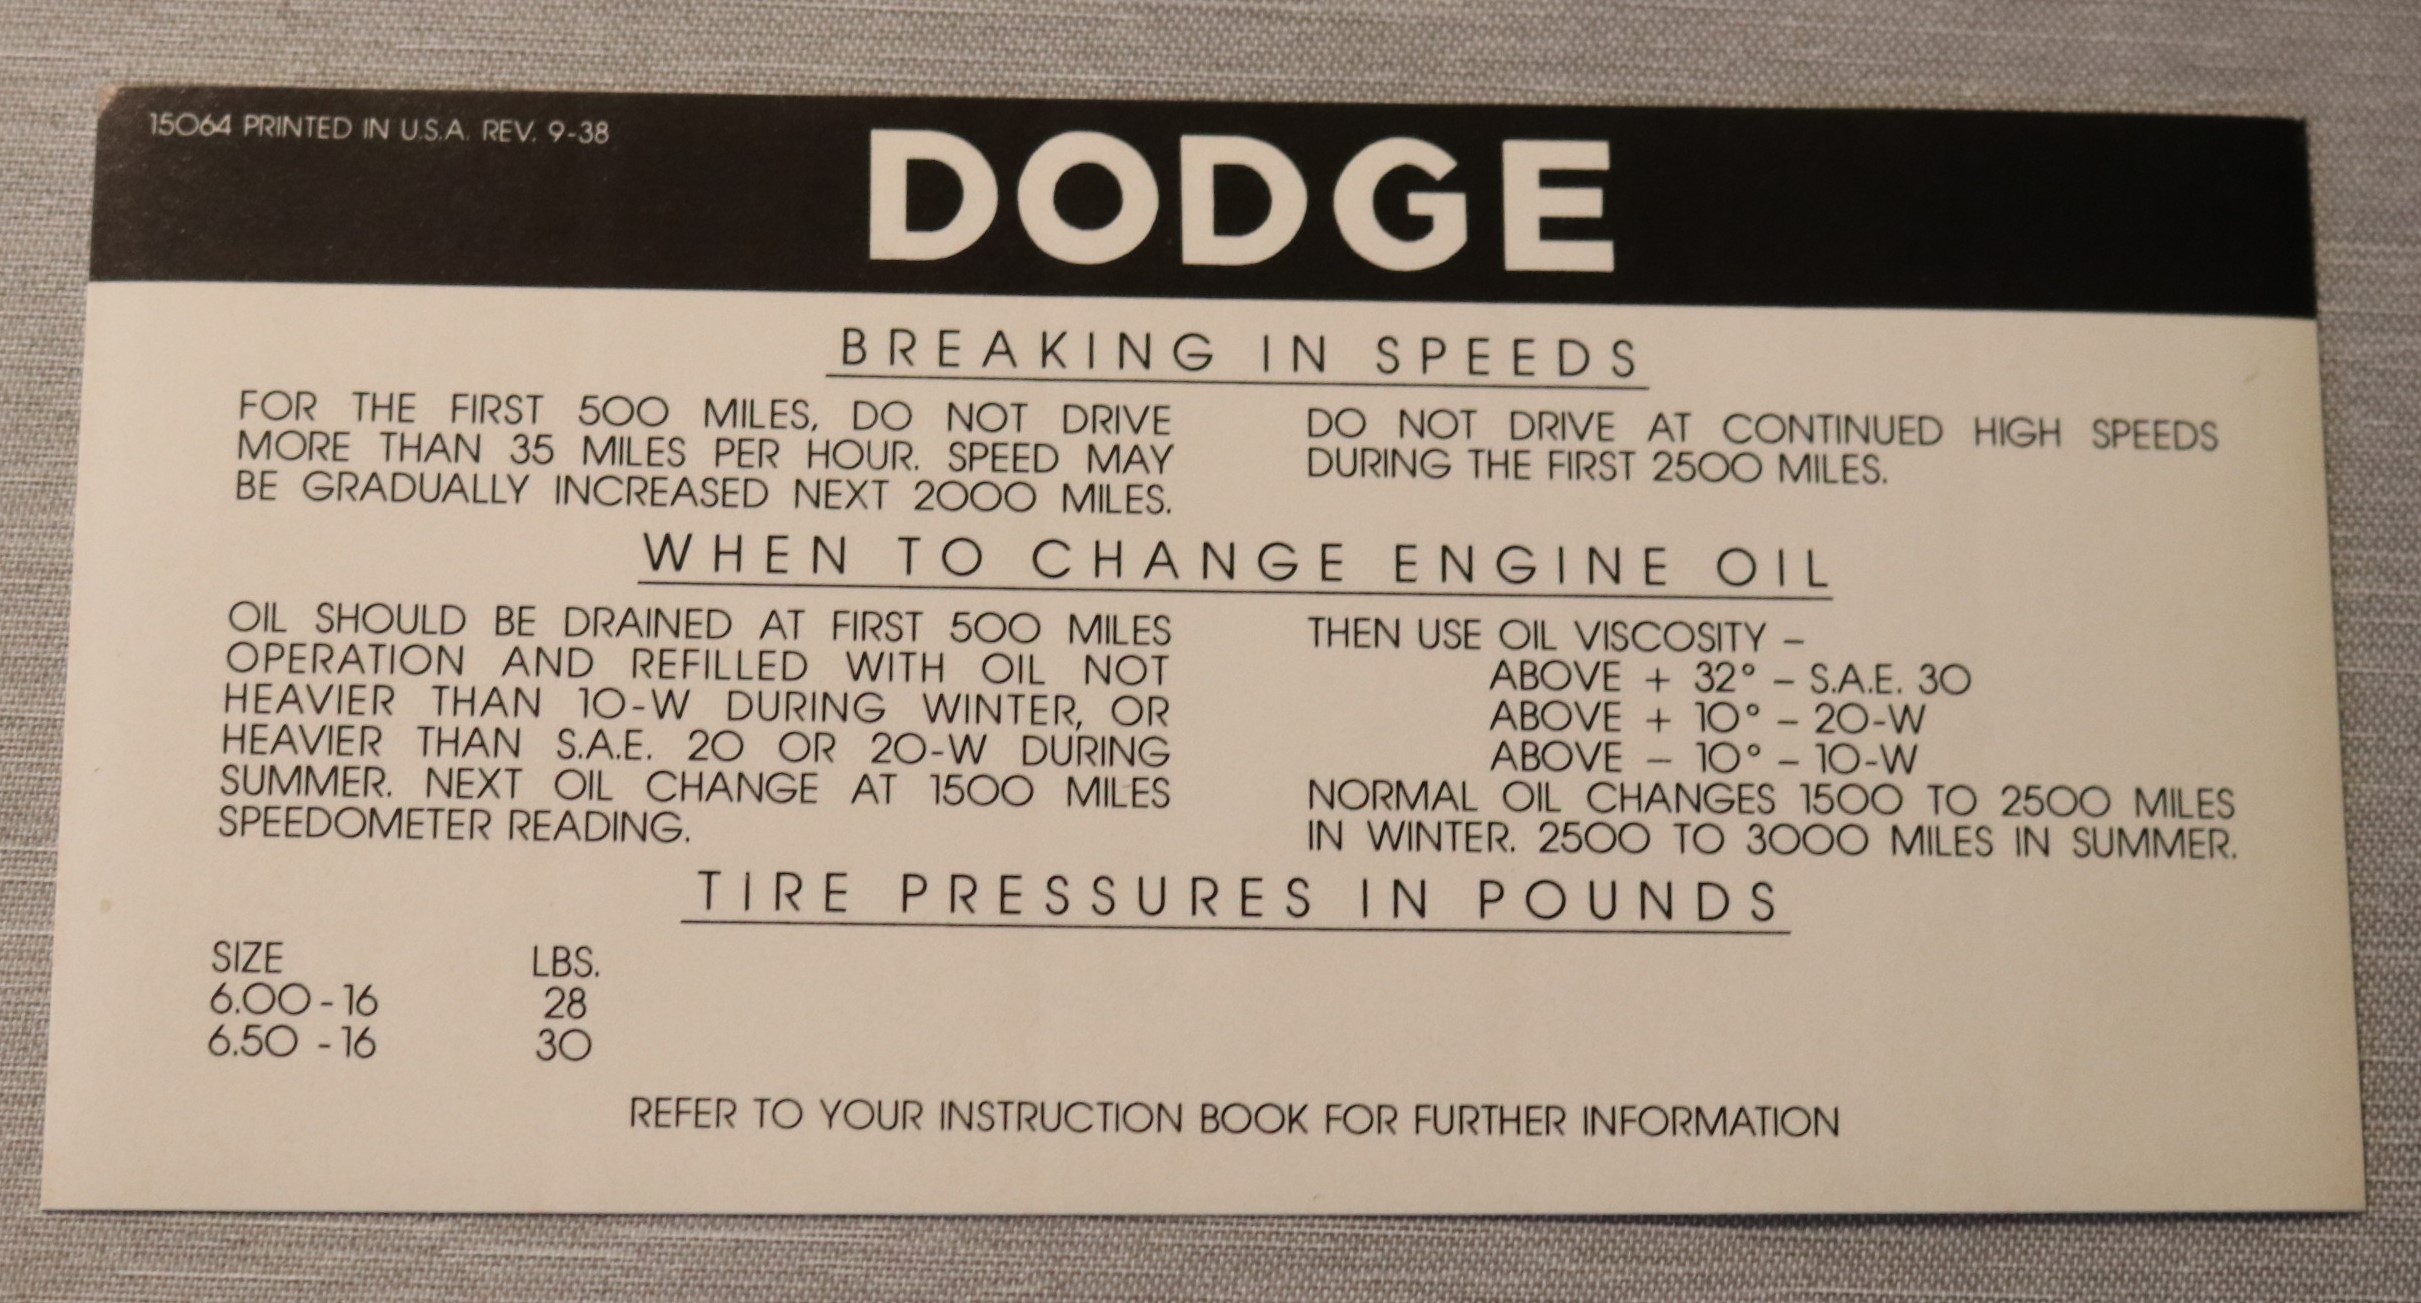 15064 PRINTED IN U.S.A. REV. 9-38
DODGE
BREAKING IN SPEEDS
FOR THE FIRST 500 MILES, DO NOT DRIVE
MORE THAN 35 MILES PER HOUR. SPEED MAY
BE GRADUALLY INCREASED NEXT 2000 MILES.
DO NOT DRIVE AT CONTINUED HIGH SPEEDS
DURING THE FIRST 2500 MILES.
WHEN TO CHANGE ENGINE OIL
OIL SHOULD BE DRAINED AT FIRST 500 MILES
OPERATION AND REFILLED WITH OIL NOT
HEAVIER THAN 10-W DURING WINTER, OR
HEAVIER THAN S.A.E. 20 OR 20-W DURING
SUMMER. NEXT OIL CHANGE AT 1500 MILES
SPEEDOMETER READING.
THEN USE OIL VISCOSITY –
ABOVE + 32° – S.A.E. 30
ABOVE + 10° – 20-W
ABOVE – 10° – 10-W
NORMAL OIL CHANGES 1500 TO 2500 MILES
IN WINTER. 2500 TO 3000 MILES IN SUMMER.
TIRE PRESSURES IN POUNDS
SIZE LBS.
6.00-16 28
6.50-16 30
REFER TO YOUR INSTRUCTION BOOK FOR FURTHER INFORMATION